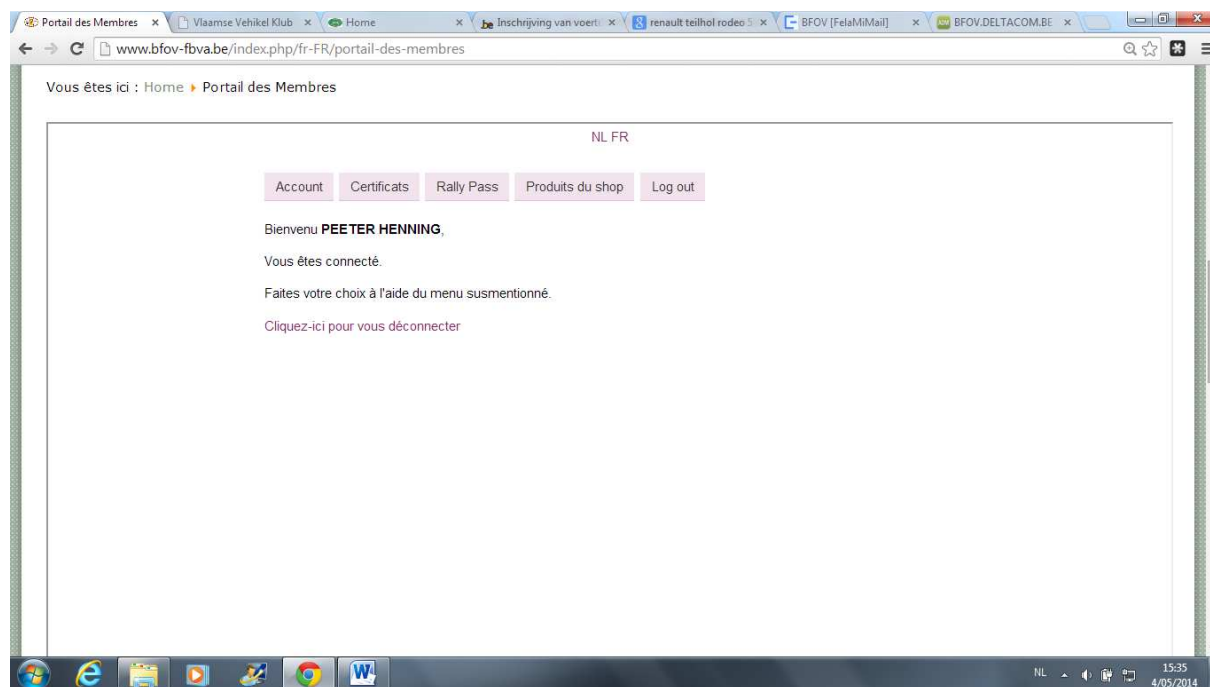 Portail des Membres
Vlaamse Vehikel Klub
Home
be Inschrijving van voert
8 renault teilhol rodeo 5
BFOV [FelaMiMail]
BFOV.DELTACOM.BE
www.bfov-fbva.be/index.php/fr-FR/portail-des-membres
Vous êtes ici : Home Portail des Membres
NL FR
Account Certificats Rally Pass Produits du shop Log out
Bienvenu PEETER HENNING,
Vous êtes connecté.
Faites votre choix à l'aide du menu susmentionné.
Cliquez-ici pour vous déconnecter
NL
15:35
4/05/2014